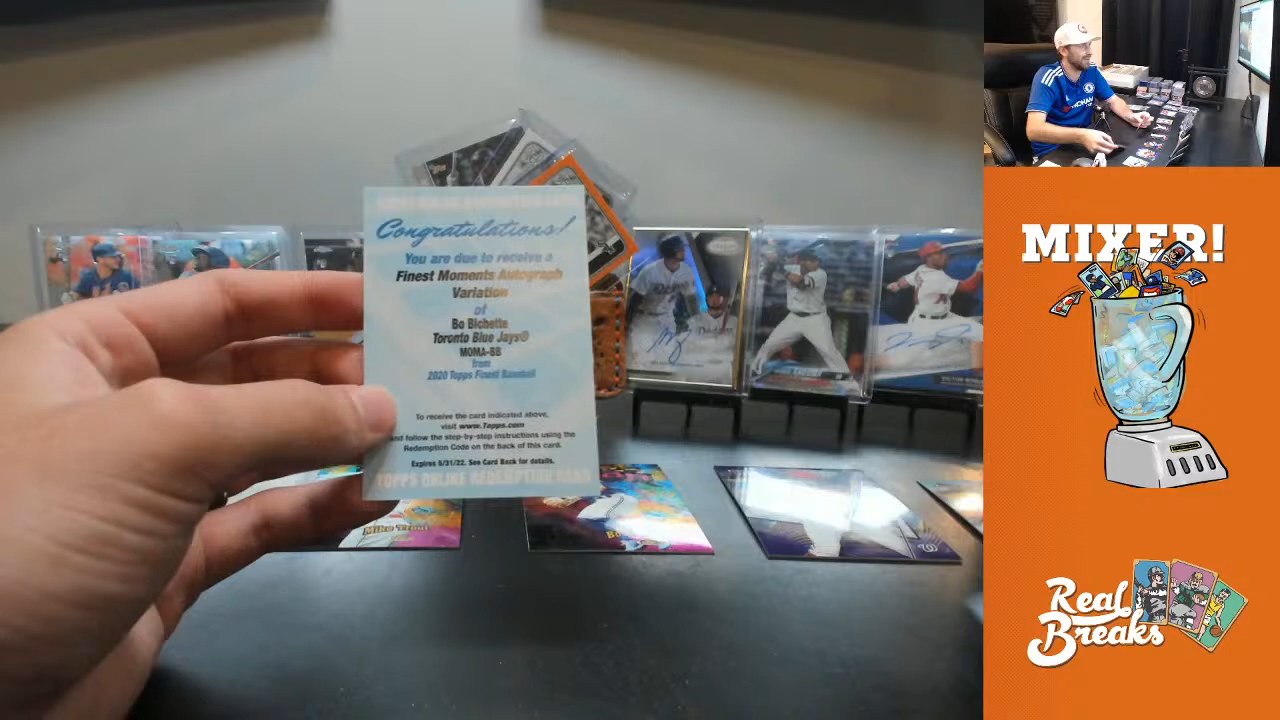 Congratulations!
You are due to receive a
Finest Moments Autograph
Variation
of
Bo Bichette
Toronto Blue Jays®
MOMA-BB
from
2020 Topps Finest Baseball
To receive the card indicated above,
visit www.Topps.com
and follow the step-by-step instructions using the
Redemption Code on the back of this card.
Expires 5/31/22. See Card Back for details.
TOPPS ONLINE REDEMPTION CARD
Mike Trout
MIXER!
Real
Breaks